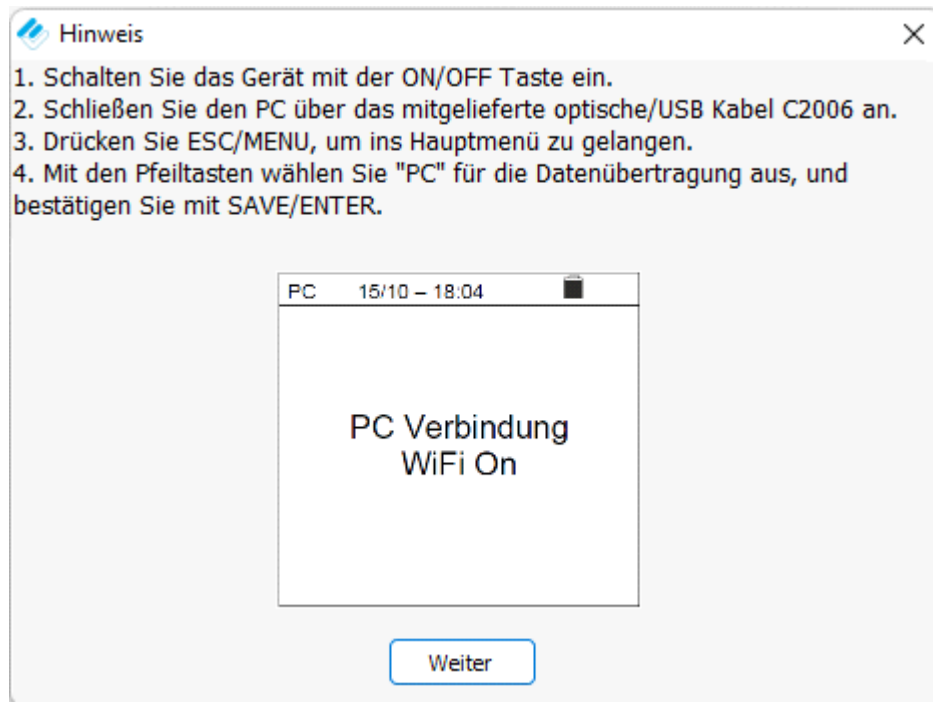 Hinweis
1. Schalten Sie das Gerät mit der ON/OFF Taste ein.
2. Schließen Sie den PC über das mitgelieferte optische/USB Kabel C2006 an.
3. Drücken Sie ESC/MENU, um ins Hauptmenü zu gelangen.
4. Mit den Pfeiltasten wählen Sie "PC" für die Datenübertragung aus, und
bestätigen Sie mit SAVE/ENTER.
PC 15/10 – 18:04
PC Verbindung
WiFi On
Weiter